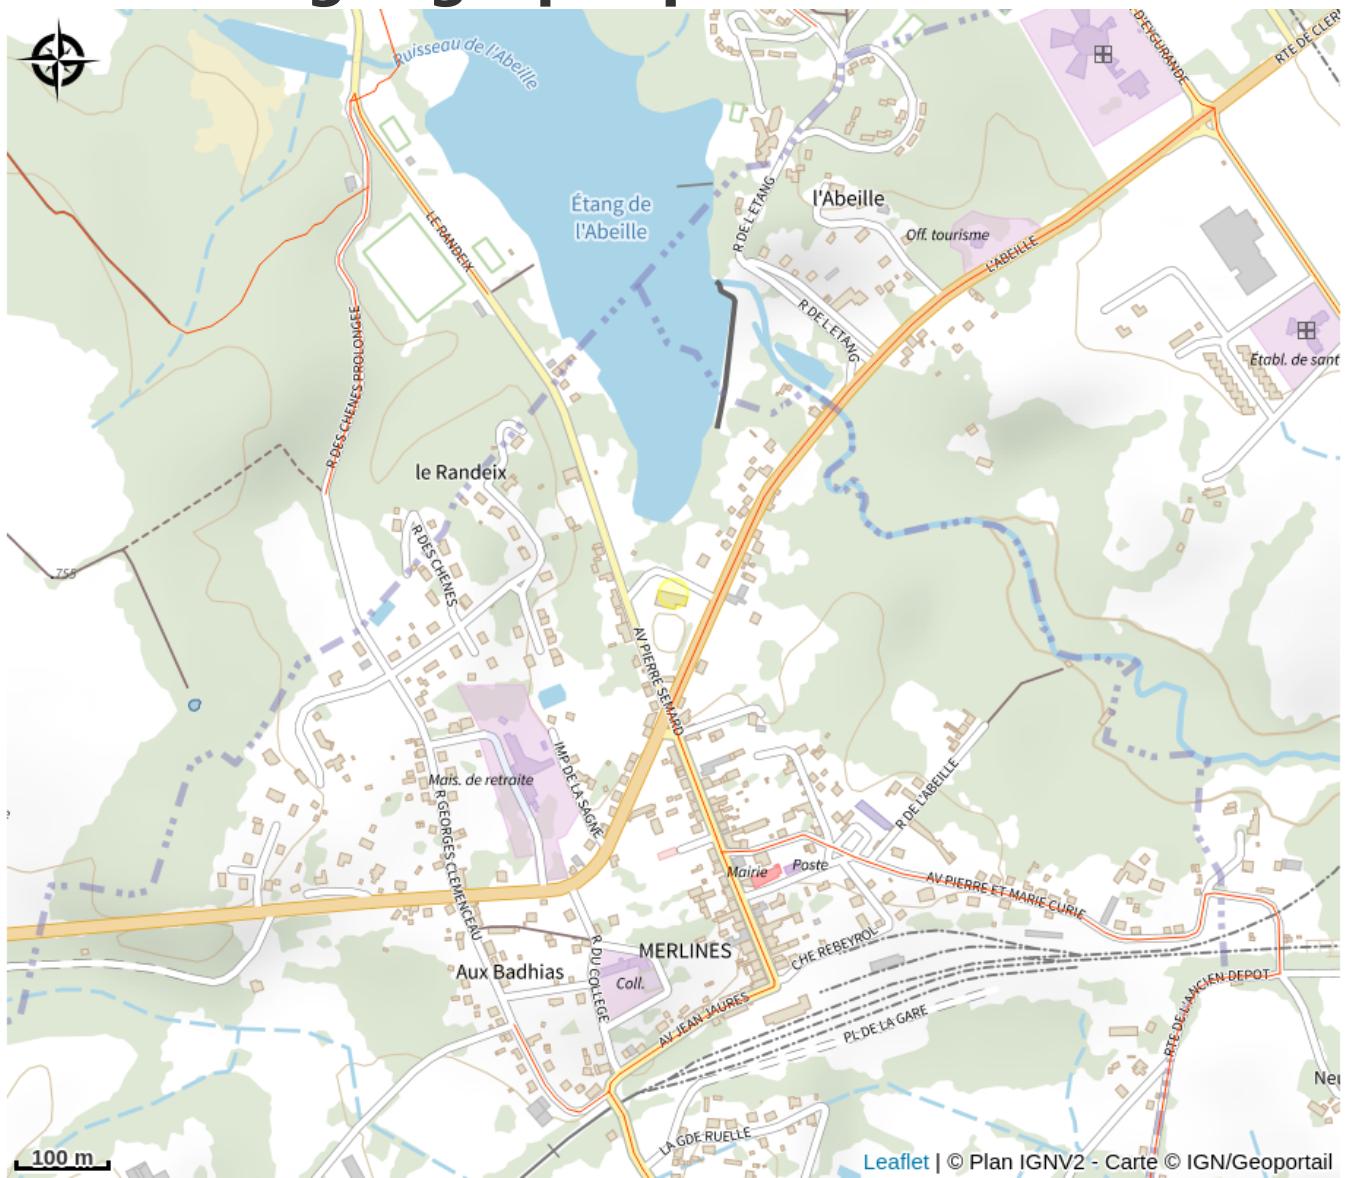 Ruisseau de l'Abeille
D'EYGURANDE
RTE DE CLER
Étang de
l'Abeille
R DE L ETANG
l'Abeille
Off. tourisme
L'ABEILLE
LE RANDEIX
R DE L ETANG
R DES CHENES PROLONGEE
Établ. de sant
le Randeix
R DES CHENES
755
AV PIERRE SEMARD
Mais. de retraite
IMP DE LA SAGNE
R GEORGES CLEMENCEAU
R DE L'ABEILLE
Mairie
Poste
AV PIERRE ET MARIE CURIE
MERLINES
CHE REBEYROL
Aux Badhias
Coll.
R DU COLLEGE
AV JEAN JAURES
PL DE LA GARE
RTE DE L'ANCIEN DEPOT
Neu
LA GDE RUELLE
100 m
Leaflet | © Plan IGNV2 - Carte © IGN/Geoportail